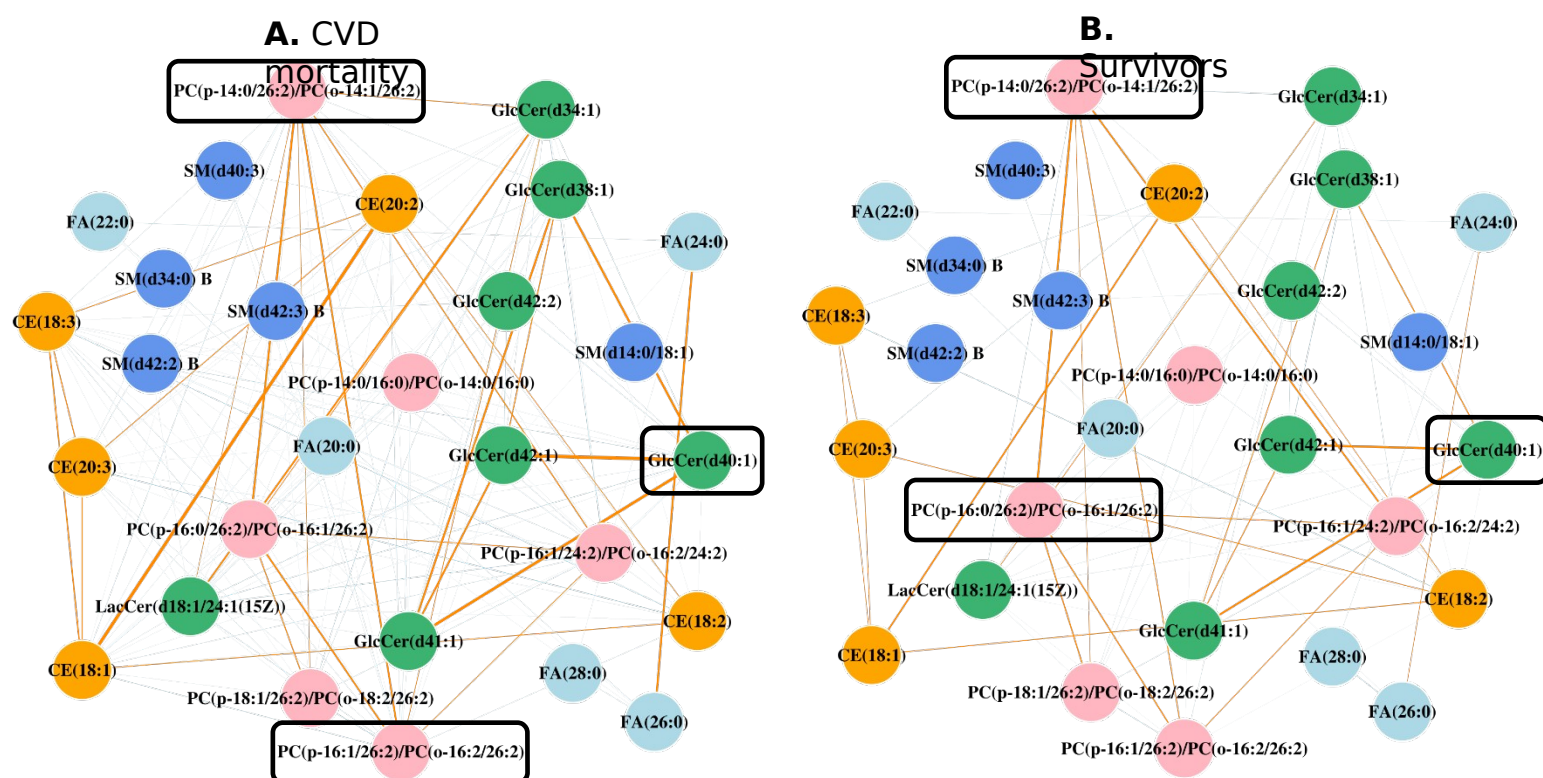 A. CVD
mortality
PC(p-14:0/26:2)/PC(o-14:1/26:2)
GlcCer(d34:1)
SM(d40:3)
GlcCer(d38:1)
CE(20:2)
FA(22:0)
FA(24:0)
SM(d34:0) B
GlcCer(d42:2)
SM(d42:3) B
CE(18:3)
SM(d14:0/18:1)
SM(d42:2) B
PC(p-14:0/16:0)/PC(o-14:0/16:0)
FA(20:0)
GlcCer(d42:1)
GlcCer(d40:1)
CE(20:3)
PC(p-16:0/26:2)/PC(o-16:1/26:2)
PC(p-16:1/24:2)/PC(o-16:2/24:2)
LacCer(d18:1/24:1(15Z))
CE(18:2)
GlcCer(d41:1)
CE(18:1)
FA(28:0)
PC(p-18:1/26:2)/PC(o-18:2/26:2)
FA(26:0)
PC(p-16:1/26:2)/PC(o-16:2/26:2)
B.
Survivors
PC(p-14:0/26:2)/PC(o-14:1/26:2)
GlcCer(d34:1)
SM(d40:3)
GlcCer(d38:1)
CE(20:2)
FA(22:0)
FA(24:0)
SM(d34:0) B
GlcCer(d42:2)
SM(d42:3) B
CE(18:3)
SM(d14:0/18:1)
SM(d42:2) B
PC(p-14:0/16:0)/PC(o-14:0/16:0)
FA(20:0)
GlcCer(d42:1)
GlcCer(d40:1)
CE(20:3)
PC(p-16:0/26:2)/PC(o-16:1/26:2)
PC(p-16:1/24:2)/PC(o-16:2/24:2)
LacCer(d18:1/24:1(15Z))
CE(18:2)
GlcCer(d41:1)
CE(18:1)
FA(28:0)
PC(p-18:1/26:2)/PC(o-18:2/26:2)
FA(26:0)
PC(p-16:1/26:2)/PC(o-16:2/26:2)